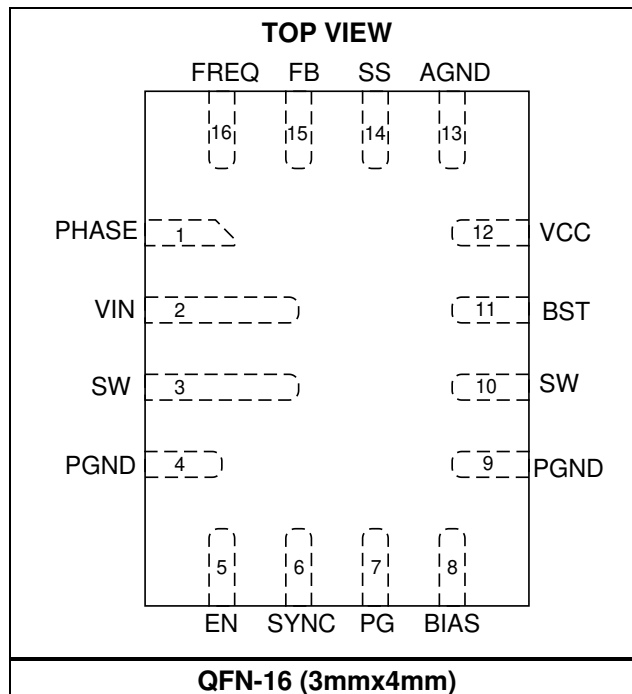 TOP VIEW
FREQ FB SS AGND
16 15 14 13
PHASE 1 12 VCC
VIN 2 11 BST
SW 3 10 SW
PGND 4 9 PGND
5 6 7 8
EN SYNC PG BIAS
QFN-16 (3mmx4mm)